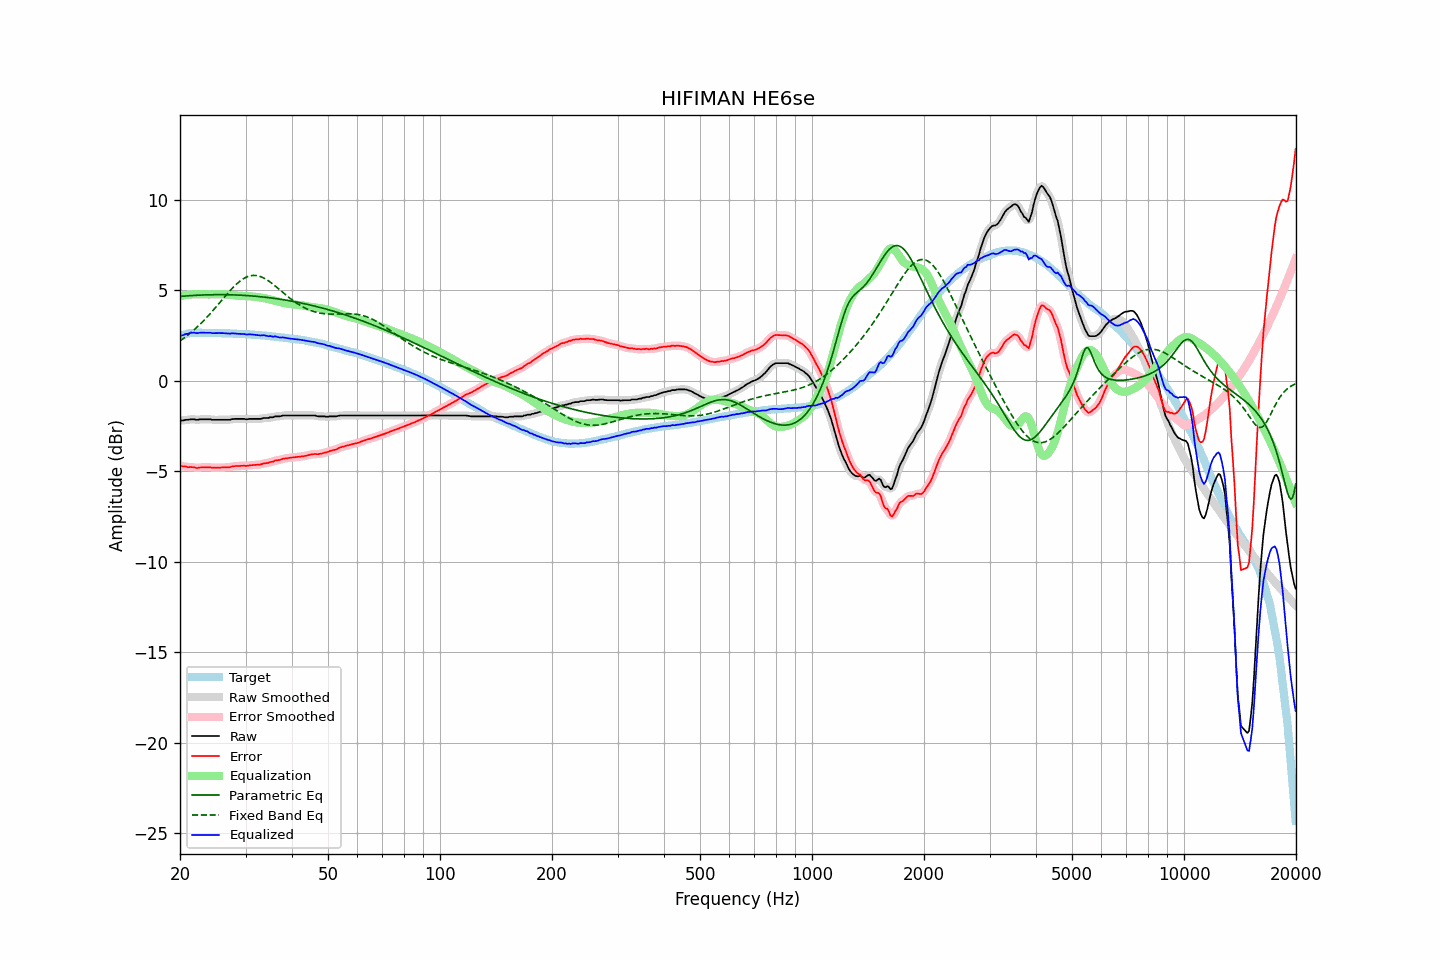 HIFIMAN HE6se
Amplitude (dBr)
10
5
0
−5
−10
−15
−20
−25
Target
Raw Smoothed
Error Smoothed
Raw
Error
Equalization
Parametric Eq
Fixed Band Eq
Equalized
20 50 100 200 500 1000 2000 5000 10000 20000
Frequency (Hz)